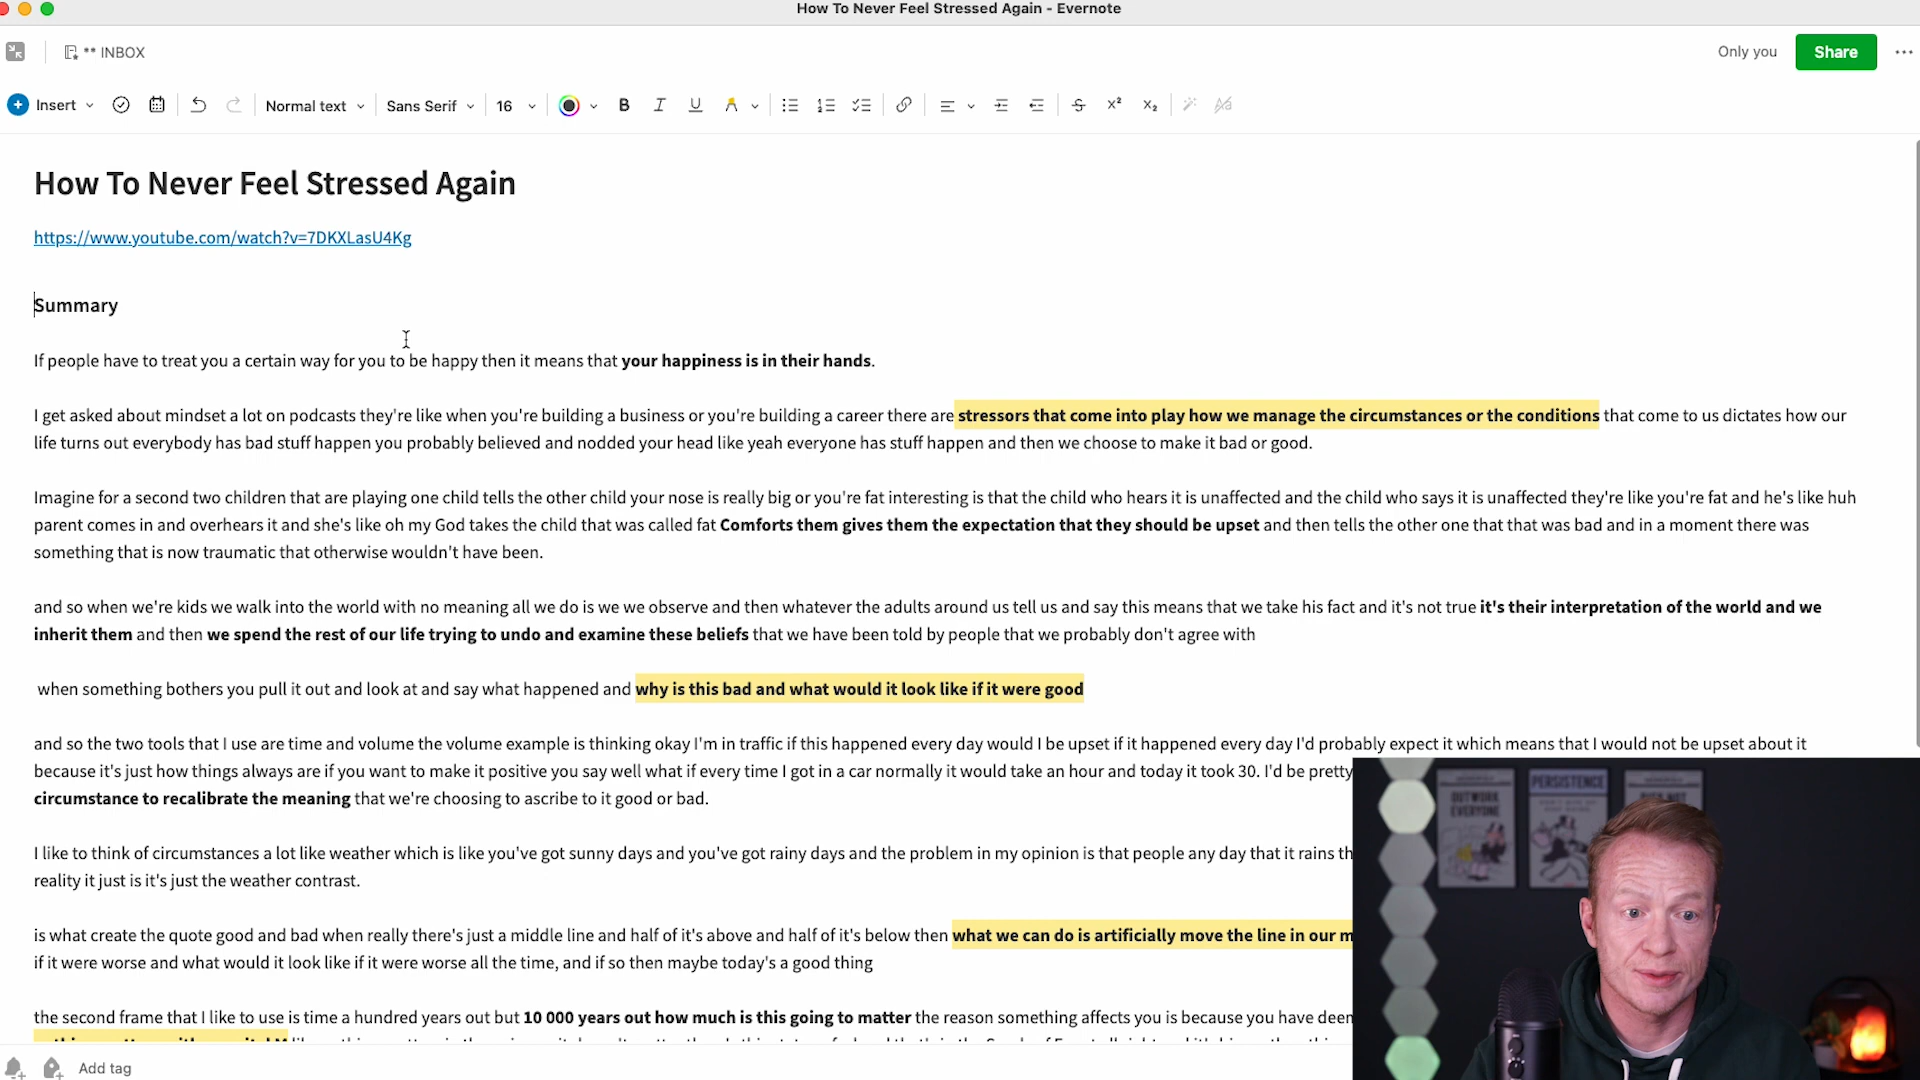 How To Never Feel Stressed Again - Evernote
** INBOX
Only you
Share
Insert
Normal text
Sans Serif
16
How To Never Feel Stressed Again
https://www.youtube.com/watch?v=7DKXLasU4Kg
Summary
If people have to treat you a certain way for you to be happy then it means that your happiness is in their hands.
I get asked about mindset a lot on podcasts they're like when you're building a business or you're building a career there are stressors that come into play how we manage the circumstances or the conditions that come to us dictates how our
life turns out everybody has bad stuff happen you probably believed and nodded your head like yeah everyone has stuff happen and then we choose to make it bad or good.
Imagine for a second two children that are playing one child tells the other child your nose is really big or you're fat interesting is that the child who hears it is unaffected and the child who says it is unaffected they're like you're fat and he's like huh
parent comes in and overhears it and she's like oh my God takes the child that was called fat Comforts them gives them the expectation that they should be upset and then tells the other one that that was bad and in a moment there was
something that is now traumatic that otherwise wouldn't have been.
and so when we're kids we walk into the world with no meaning all we do is we we observe and then whatever the adults around us tell us and say this means that we take his fact and it's not true it's their interpretation of the world and we
inherit them and then we spend the rest of our life trying to undo and examine these beliefs that we have been told by people that we probably don't agree with
when something bothers you pull it out and look at and say what happened and why is this bad and what would it look like if it were good
and so the two tools that I use are time and volume the volume example is thinking okay I'm in traffic if this happened every day would I be upset if it happened every day I'd probably expect it which means that I would not be upset about it
because it's just how things always are if you want to make it positive you say well what if every time I got in a car normally it would take an hour and today it took 30. I'd be pretty
circumstance to recalibrate the meaning that we're choosing to ascribe to it good or bad.
I like to think of circumstances a lot like weather which is like you've got sunny days and you've got rainy days and the problem in my opinion is that people any day that it rains
reality it just is it's just the weather contrast.
is what create the quote good and bad when really there's just a middle line and half of it's above and half of it's below then what we can do is artificially move the line in our
if it were worse and what would it look like if it were worse all the time, and if so then maybe today's a good thing
the second frame that I like to use is time a hundred years out but 10 000 years out how much is this going to matter the reason something affects you is because you have
Add tag
OUTWORK
EVERYONE
PERSISTENCE